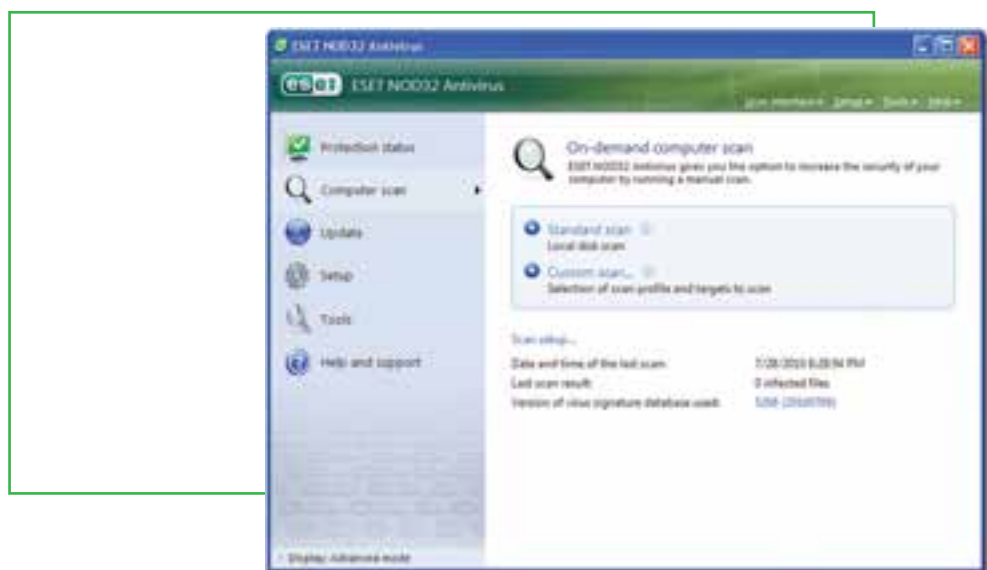 ESET NOD32 Antivirus
eset ESET NOD32 Antivirus
User interface Setup Tools Help
Protection status
Computer scan
Update
Setup
Tools
Help and support
Display: Advanced mode
On-demand computer scan
ESET NOD32 Antivirus gives you the option to increase the security of your
computer by running a manual scan.
Standard scan
Local disk scan
Custom scan...
Selection of scan profile and targets to scan
Scan setup...
Date and time of the last scan:
Last scan result: 0 infected files
Version of virus signature database used: